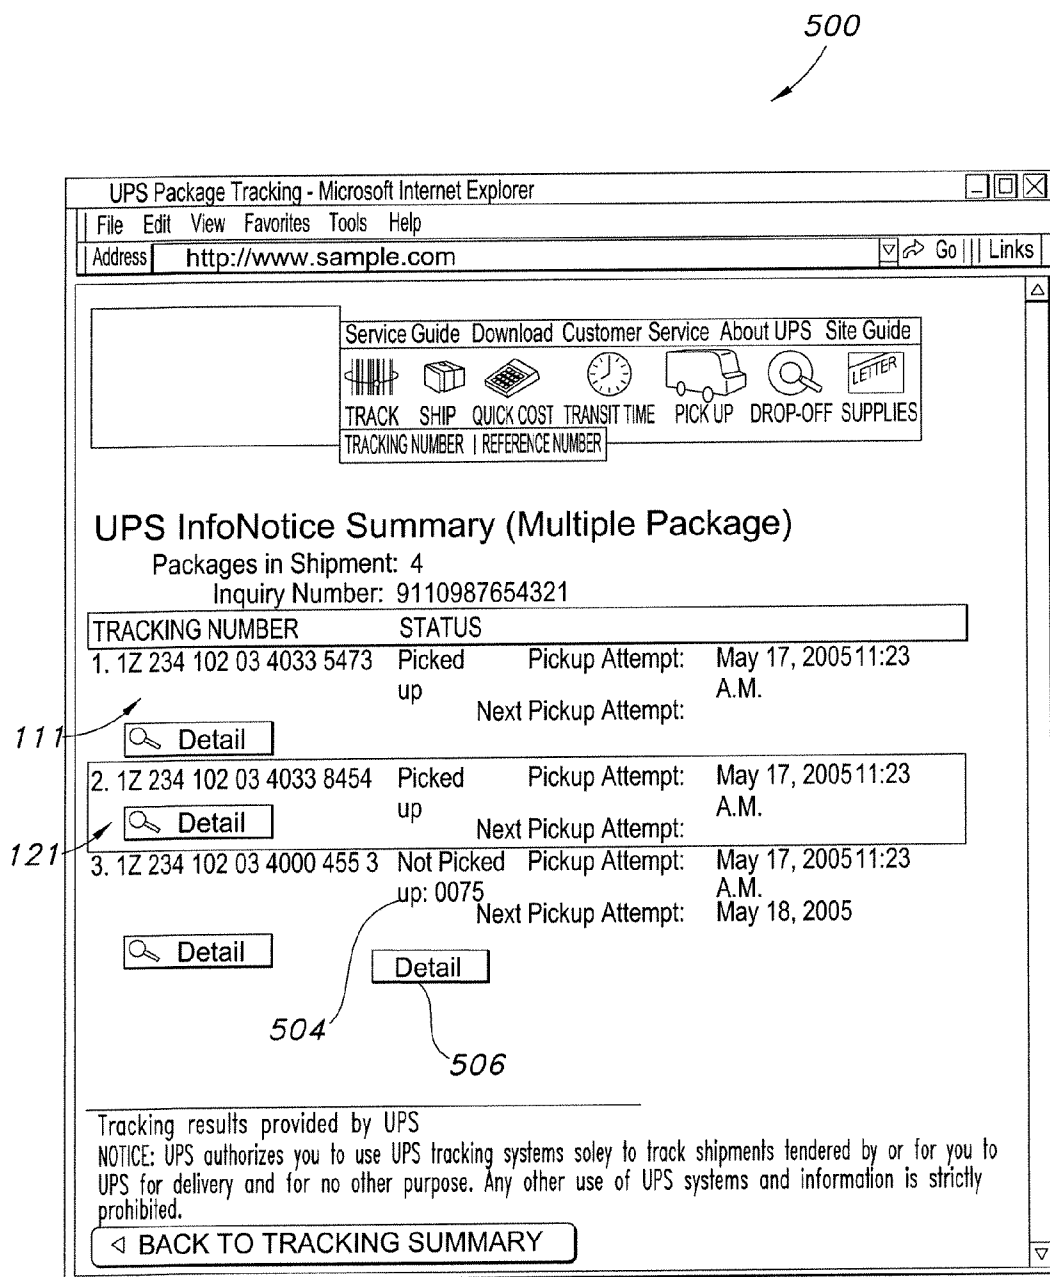 500
UPS Package Tracking - Microsoft Internet Explorer
File Edit View Favorites Tools Help
Address http://www.sample.com Go Links
Service Guide Download Customer Service About UPS Site Guide
LETTER
TRACK SHIP QUICK COST TRANSIT TIME PICK UP DROP-OFF SUPPLIES
TRACKING NUMBER | REFERENCE NUMBER
UPS InfoNotice Summary (Multiple Package)
Packages in Shipment: 4
Inquiry Number: 9110987654321
TRACKING NUMBER STATUS
1. 1Z 234 102 03 4033 5473 Picked Pickup Attempt: May 17, 2005 11:23
up A.M.
Next Pickup Attempt:
111
Detail
2. 1Z 234 102 03 4033 8454 Picked Pickup Attempt: May 17, 2005 11:23
up A.M.
Detail Next Pickup Attempt:
121
3. 1Z 234 102 03 4000 455 3 Not Picked Pickup Attempt: May 17, 2005 11:23
up: 0075 A.M.
Next Pickup Attempt: May 18, 2005
Detail Detail
504
506
Tracking results provided by UPS
NOTICE: UPS authorizes you to use UPS tracking systems soley to track shipments tendered by or for you to
UPS for delivery and for no other purpose. Any other use of UPS systems and information is strictly
prohibited.
BACK TO TRACKING SUMMARY